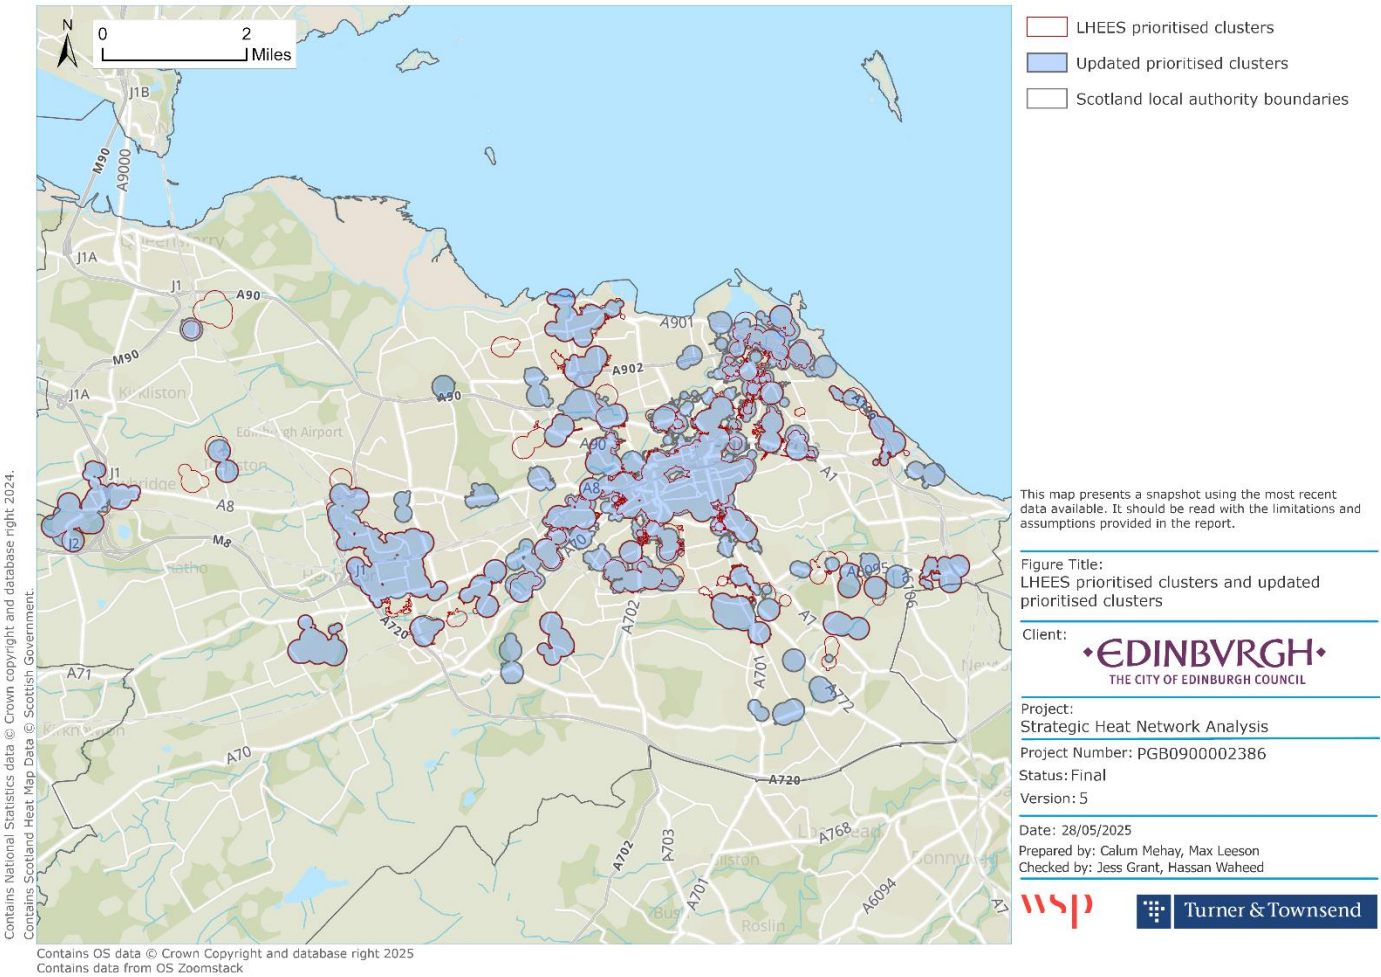 N
0 2
Miles
J1B
M90
A9000
Queensferry
J1A
J1
A90
M90
J1A
Kirkliston
A90
Edinburgh Airport
A901
A902
A90
A1
J1
A8
A8
J2
M8
Ratho
J1
A70
A720
A6095
A6106
A702
A7
A701
A772
A71
A70
A720
A768
A703
A702
A701
A6094
A7
Roslin
LHEES prioritised clusters
Updated prioritised clusters
Scotland local authority boundaries
This map presents a snapshot using the most recent
data available. It should be read with the limitations and
assumptions provided in the report.
Figure Title:
LHEES prioritised clusters and updated
prioritised clusters
Client:
•EDINBVRGH•
THE CITY OF EDINBURGH COUNCIL
Project:
Strategic Heat Network Analysis
Project Number: PGB0900002386
Status: Final
Version: 5
Date: 28/05/2025
Prepared by: Calum Mehay, Max Leeson
Checked by: Jess Grant, Hassan Waheed
wsp
Turner & Townsend
Contains National Statistics data © Crown copyright and database right 2024.
Contains Scotland Heat Map Data © Scottish Government.
Contains OS data © Crown Copyright and database right 2025
Contains data from OS Zoomstack